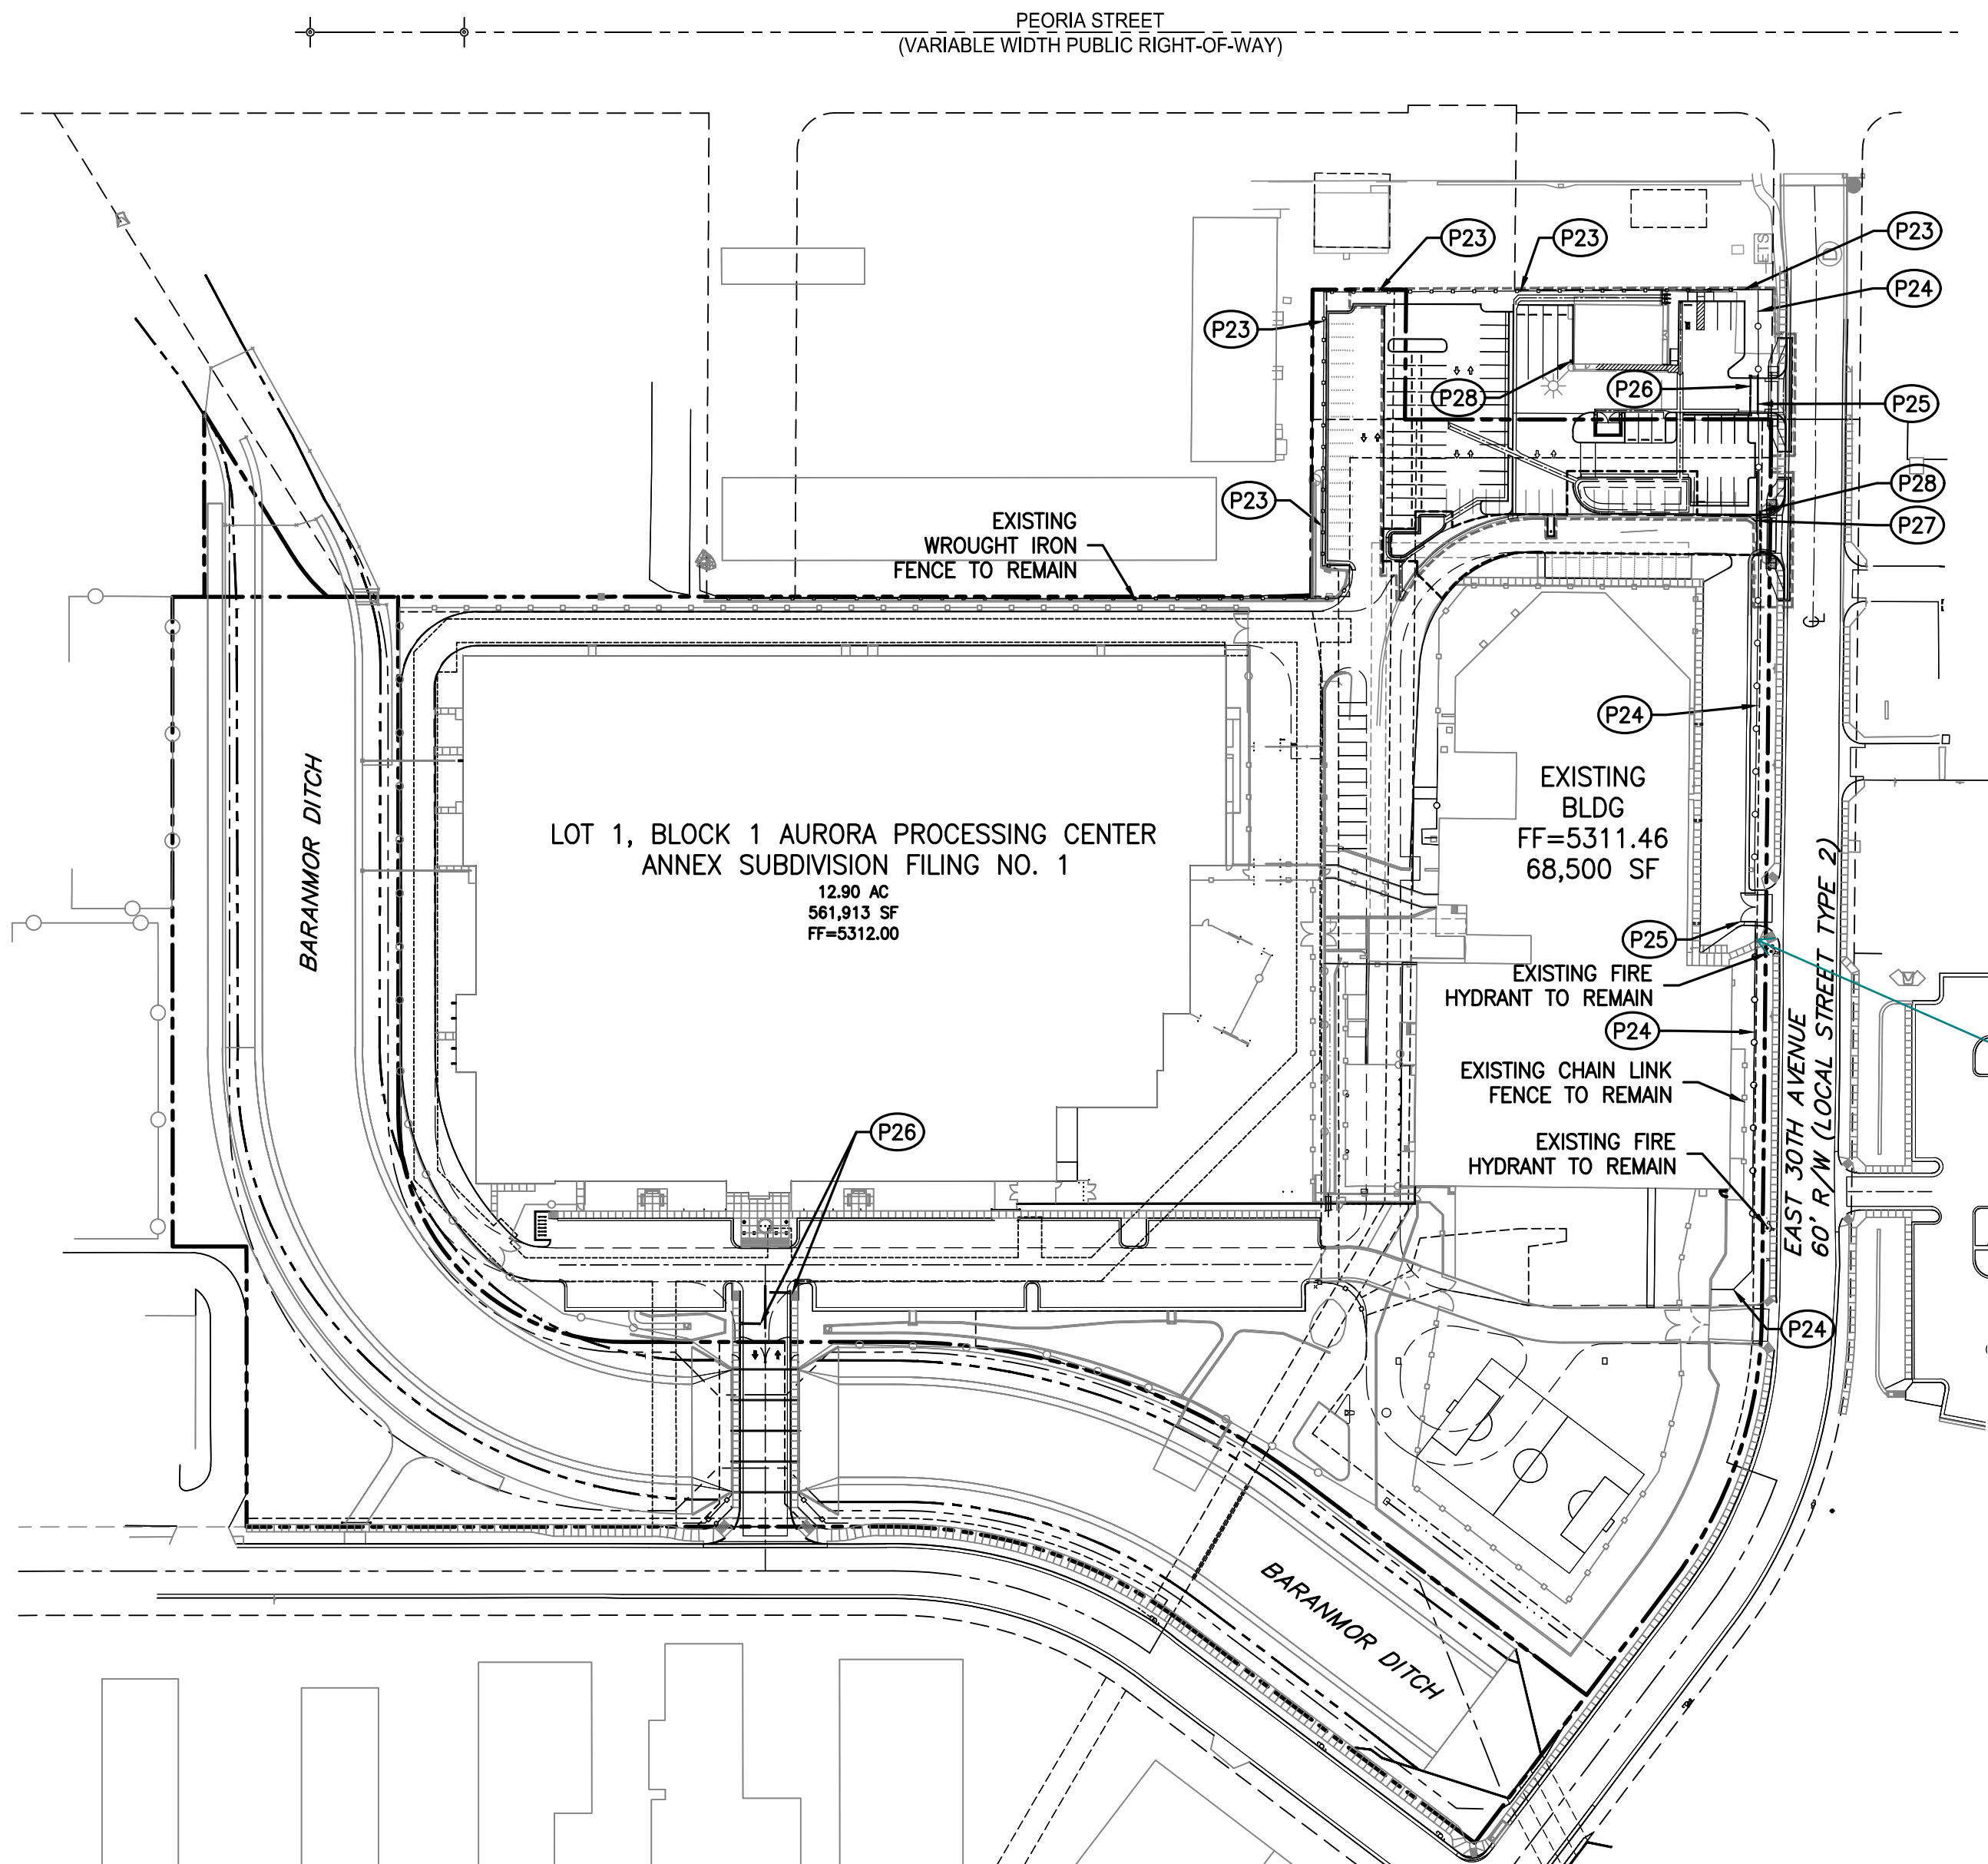 PEORIA STREET
(VARIABLE WIDTH PUBLIC RIGHT-OF-WAY)
P23
P23
P23
ETS
P24
P23
P28
P26
P25
P23
P28
P27
EXISTING
WROUGHT IRON
FENCE TO REMAIN
P24
BARANMOR DITCH
LOT 1, BLOCK 1 AURORA PROCESSING CENTER
ANNEX SUBDIVISION FILING NO. 1
12.90 AC
561,913 SF
FF=5312.00
EXISTING
BLDG
FF=5311.46
68,500 SF
P25
EXISTING FIRE
HYDRANT TO REMAIN
P24
EXISTING CHAIN LINK
FENCE TO REMAIN
EAST 30TH AVENUE
60' R/W (LOCAL STREET TYPE 2)
P26
EXISTING FIRE
HYDRANT TO REMAIN
P24
BARANMOR DITCH